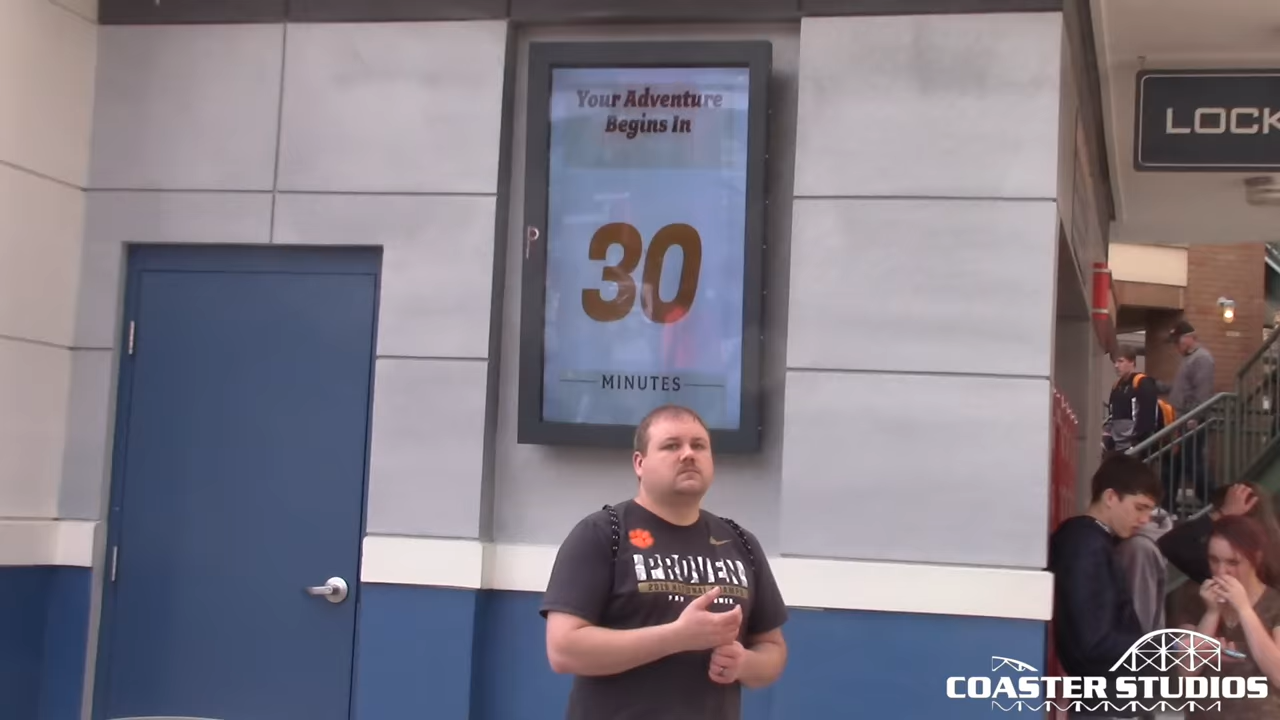 Your Adventure
Begins In
30
MINUTES
LOCK
PROVEN
COASTER STUDIOS